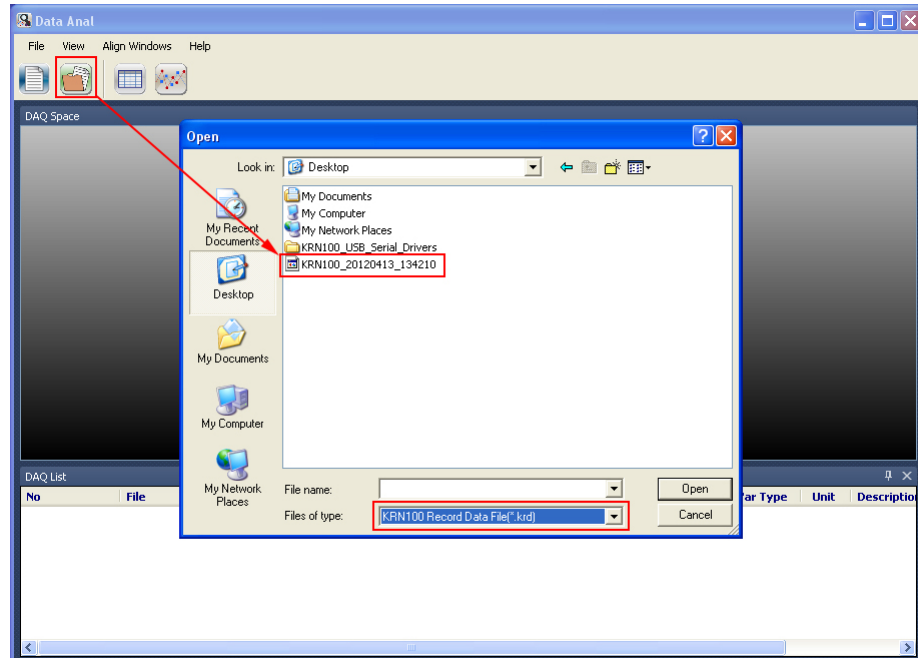 Data Anal
File View Align Windows Help
DAQ Space
Open
Look in: Desktop
My Recent
Documents
Desktop
My Documents
My Computer
My Network
Places
My Documents
My Computer
My Network Places
KRN100_USB_Serial_Drivers
KRN100_20120413_134210
File name:
Open
Files of type: KRN100 Record Data File(*.krd)
Cancel
DAQ List
No File Var Type Unit Description